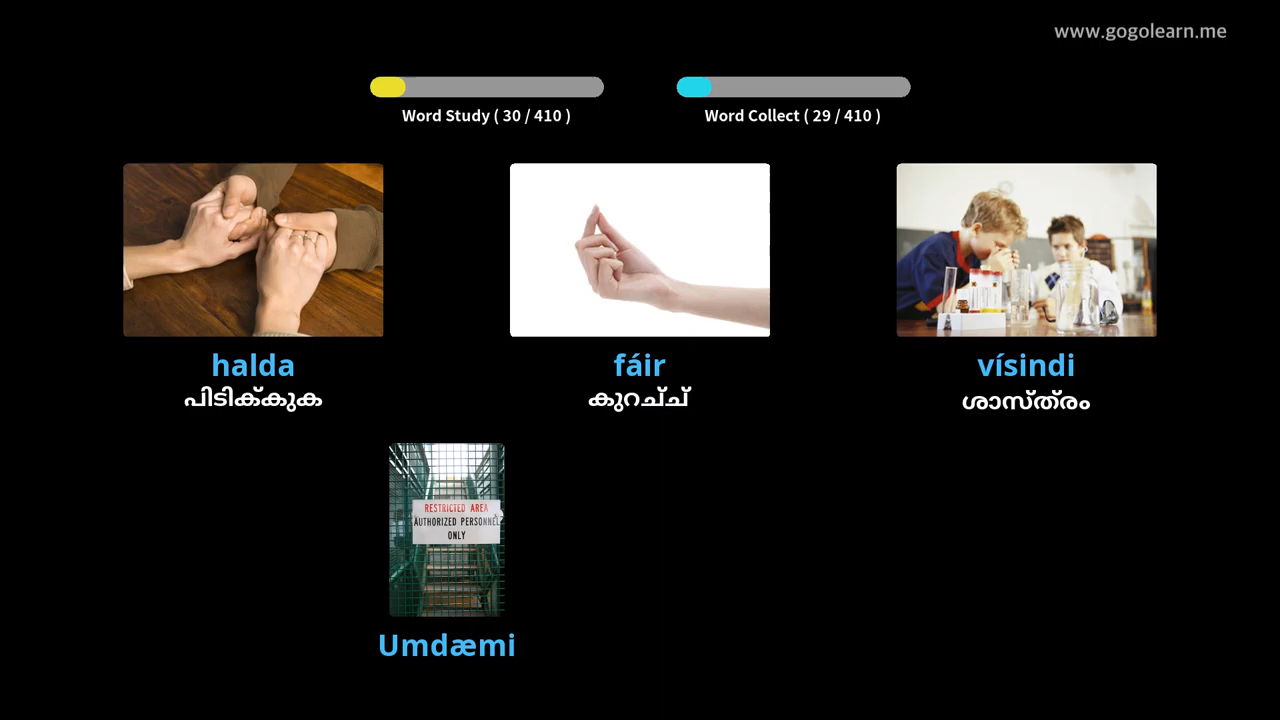 www.gogolearn.me
Word Study ( 30 / 410 )
Word Collect ( 29 / 410 )
halda
fáir
vísindi
പിടിക്കുക
കുറച്ച്
ശാസ്ത്രം
RESTRICTED AREA
AUTHORIZED PERSONNEL
ONLY
Umdæmi